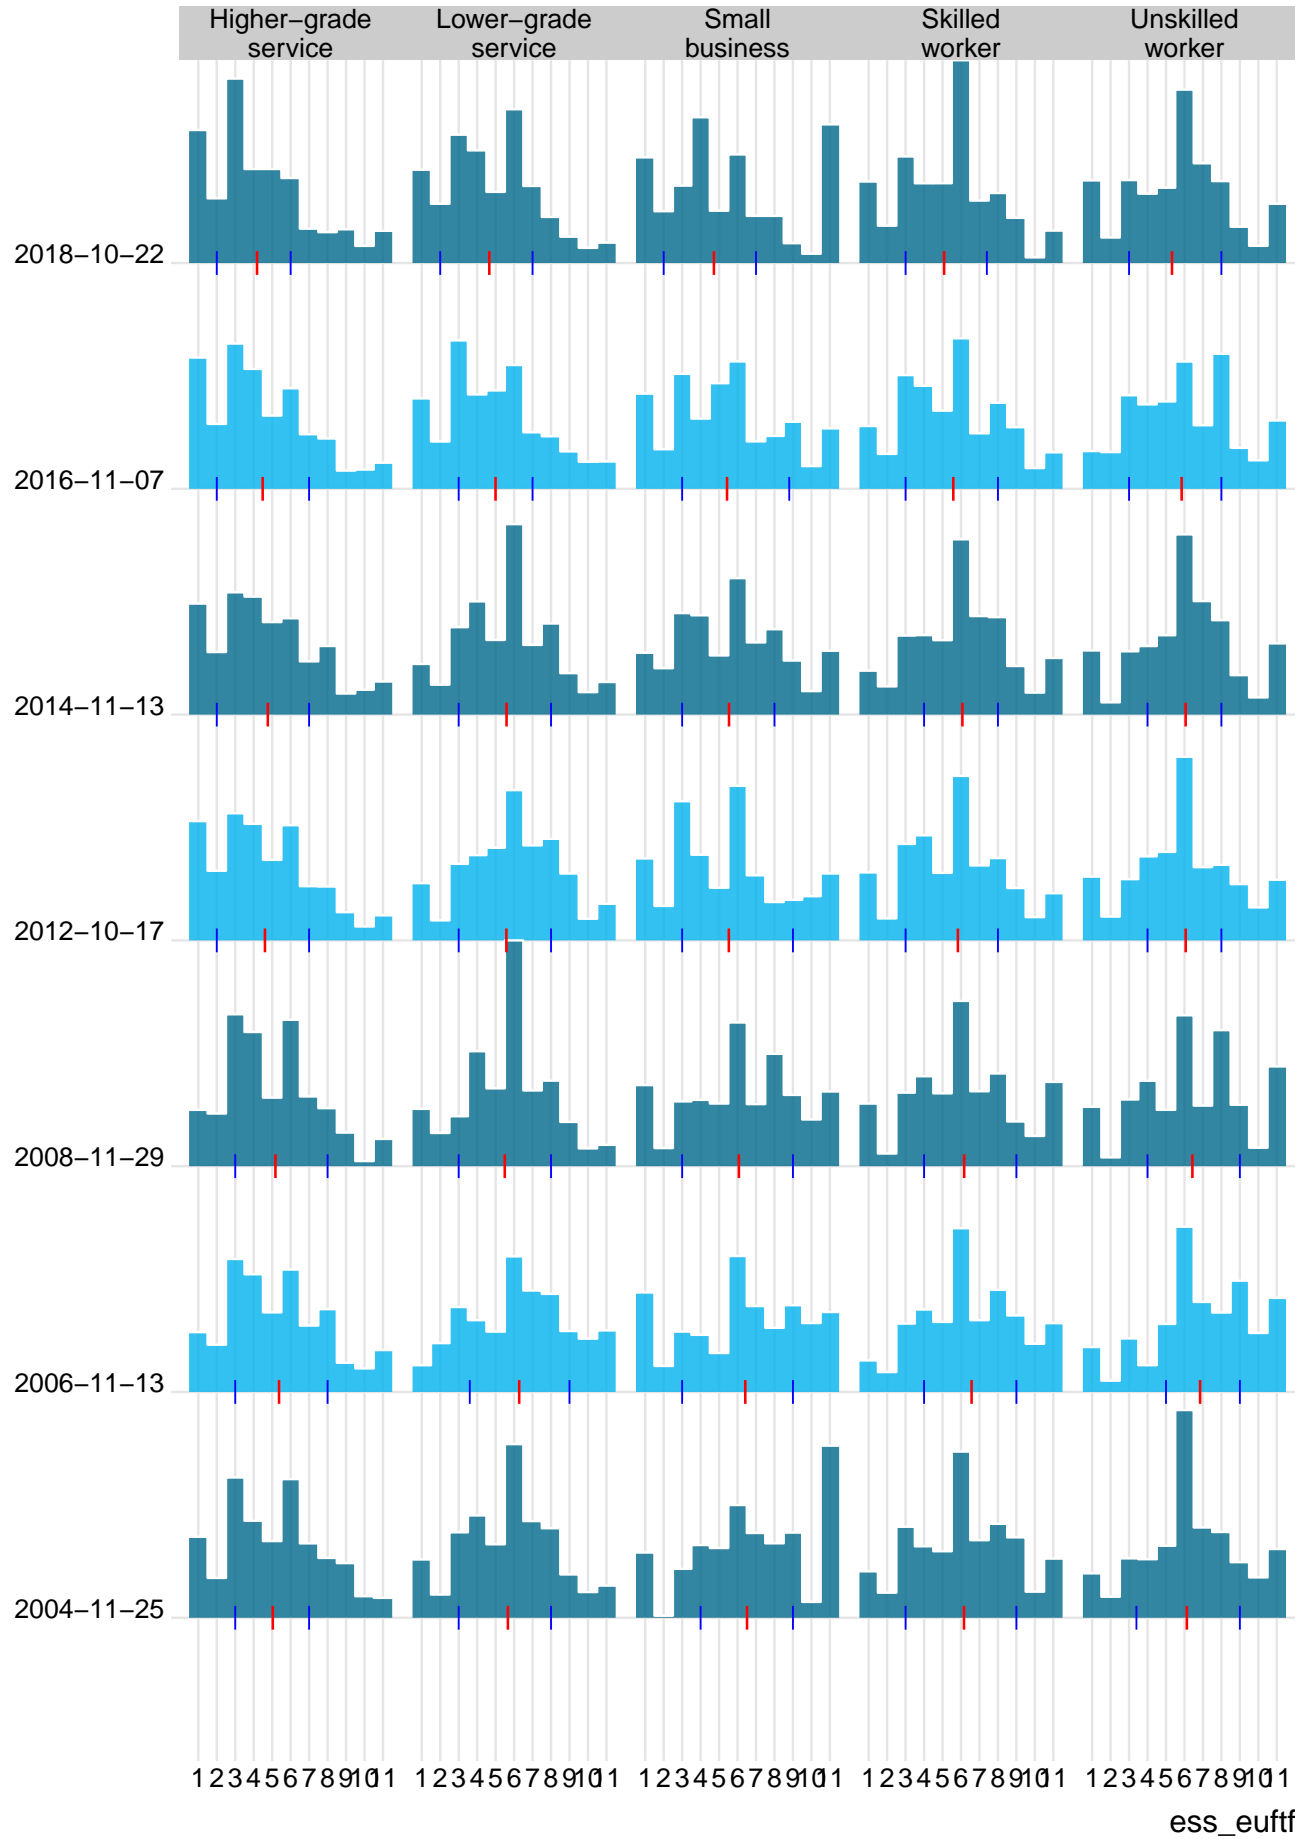 Higher−grade service
Lower−grade service
Small business
Skilled worker
Unskilled worker
2018−10−22
2016−11−07
2014−11−13
2012−10−17
2008−11−29
2006−11−13
2004−11−25
1 2 3 4 5 6 7 8 9 10 11 1 2 3 4 5 6 7 8 9 10 11 1 2 3 4 5 6 7 8 9 10 11 1 2 3 4 5 6 7 8 9 10 11 1 2 3 4 5 6 7 8 9 10 11
ess_euftf